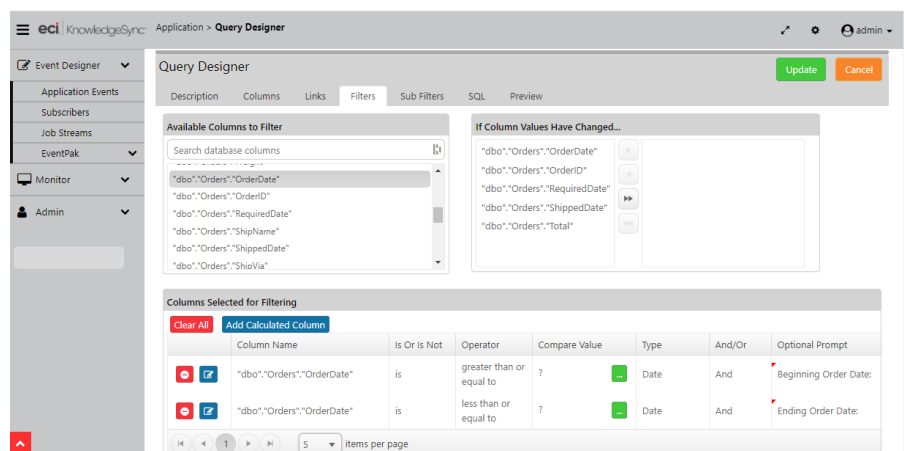 eci KnowledgeSync
Application > Query Designer
admin
Event Designer
Application Events
Subscribers
Job Streams
EventPak
Monitor
Admin
Query Designer
Update
Cancel
Description
Columns
Links
Filters
Sub Filters
SQL
Preview
Available Columns to Filter
Search database columns
"dbo"."Orders"."OrderDate"
"dbo"."Orders"."OrderID"
"dbo"."Orders"."RequiredDate"
"dbo"."Orders"."ShipName"
"dbo"."Orders"."ShippedDate"
"dbo"."Orders"."ShipVia"
If Column Values Have Changed...
"dbo"."Orders"."OrderDate"
"dbo"."Orders"."OrderID"
"dbo"."Orders"."RequiredDate"
"dbo"."Orders"."ShippedDate"
"dbo"."Orders"."Total"
Columns Selected for Filtering
Clear All
Add Calculated Column
Column Name Is Or Is Not Operator Compare Value Type And/Or Optional Prompt
"dbo"."Orders"."OrderDate" is greater than or equal to ? ... Date And Beginning Order Date:
"dbo"."Orders"."OrderDate" is less than or equal to ? ... Date And Ending Order Date:
1 5 items per page